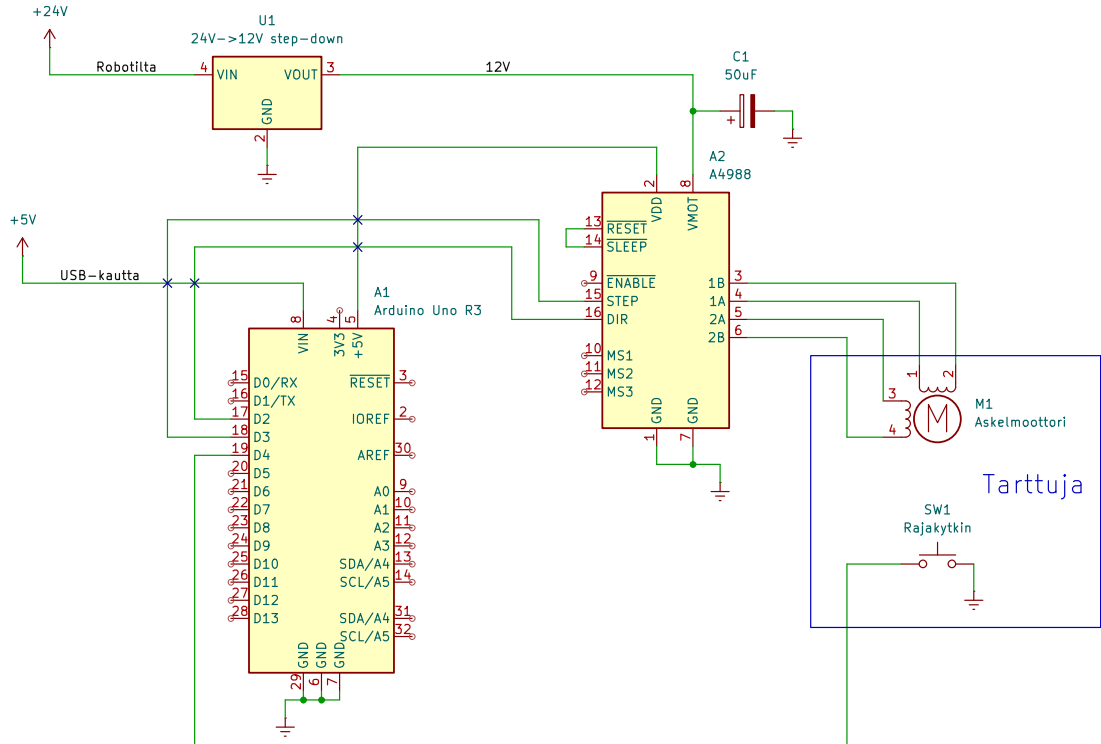 +24V
U1
24V->12V step-down
Robotilta
4
VIN
VOUT
3
GND
2
12V
C1
50uF
+
A2
A4988
2
8
VDD
VMOT
13
RESET
14
SLEEP
9
ENABLE
15
STEP
16
DIR
10
MS1
11
MS2
12
MS3
1B
3
1A
4
2A
5
2B
6
GND
GND
1
7
+5V
USB-kautta
A1
Arduino Uno R3
8
4
5
VIN
3V3
+5V
15
D0/RX
16
D1/TX
17
D2
18
D3
19
D4
20
D5
21
D6
22
D7
23
D8
24
D9
25
D10
26
D11
27
D12
28
D13
RESET
3
IOREF
2
AREF
30
A0
9
A1
10
A2
11
A3
12
SDA/A4
13
SCL/A5
14
SDA/A4
31
SCL/A5
32
GND
GND
GND
29
6
7
1
2
3
4
M
M1
Askelmoottori
Tarttuja
SW1
Rajakytkin